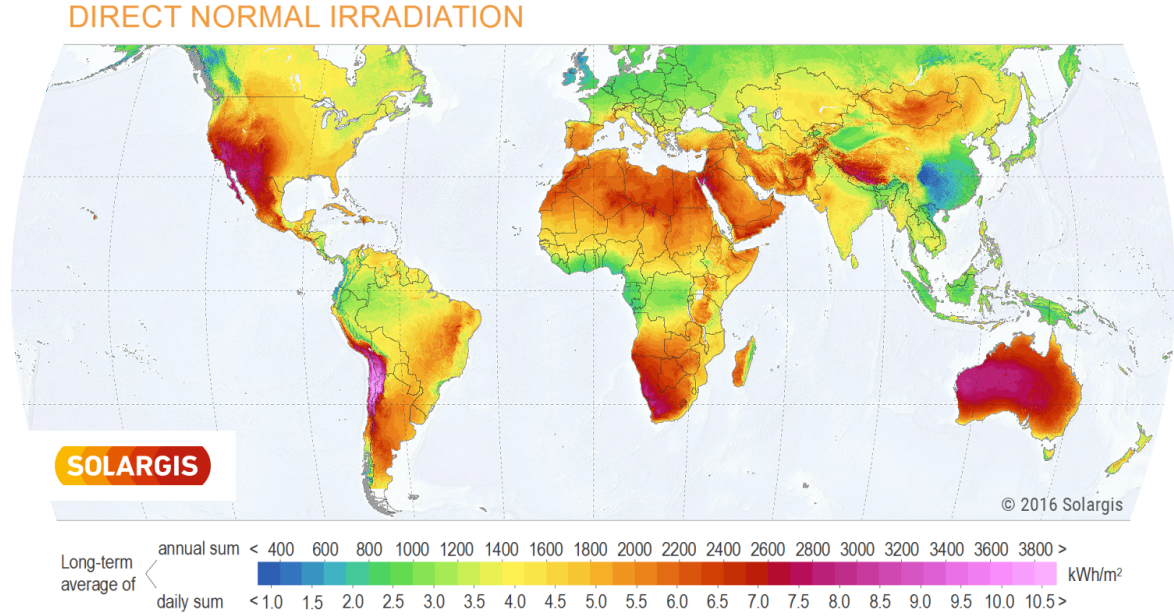 DIRECT NORMAL IRRADIATION
SOLARGIS
© 2016 Solargis
Long-term average of
annual sum < 400 600 800 1000 1200 1400 1600 1800 2000 2200 2400 2600 2800 3000 3400 3600 3800 >
kWh/m²
daily sum < 1.0 1.5 2.0 2.5 3.0 3.5 4.0 4.5 5.0 5.5 6.0 6.5 7.0 7.5 8.0 8.5 9.0 9.5 10.0 10.5 >